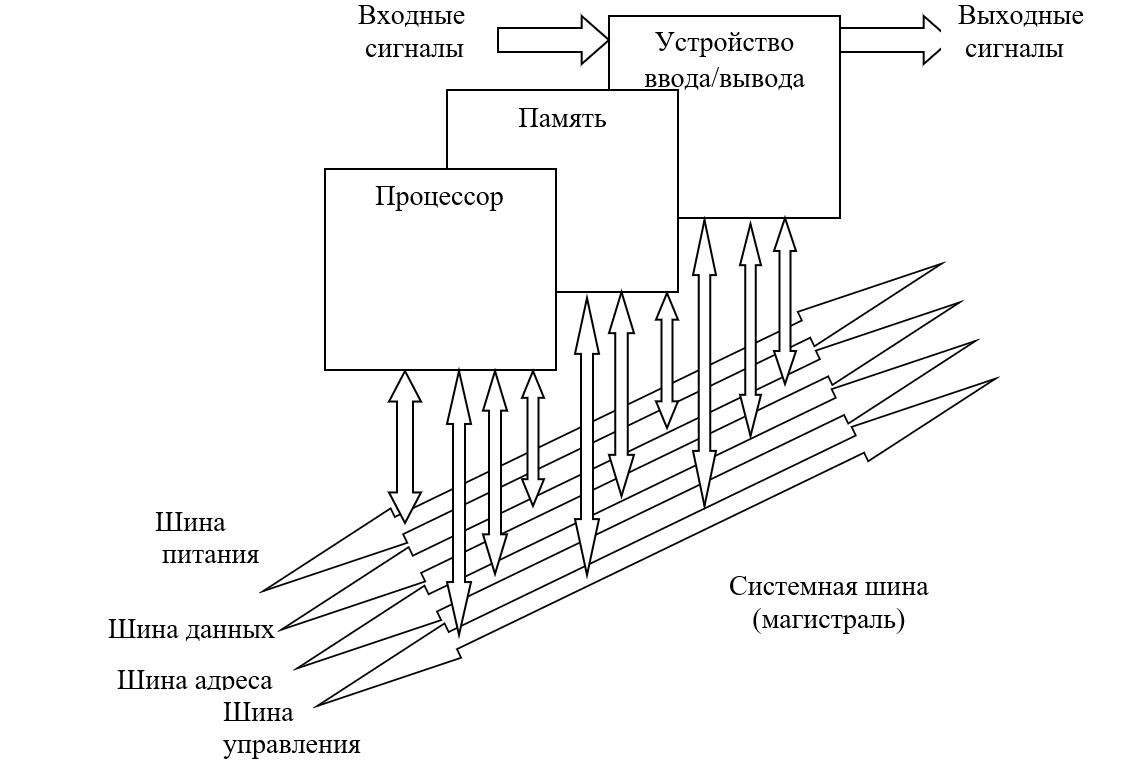 Входные
сигналы
Устройство
ввода/вывода
Выходные
сигналы
Память
Процессор
Шина
питания
Шина данных
Шина адреса
Шина
управления
Системная шина
(магистраль)